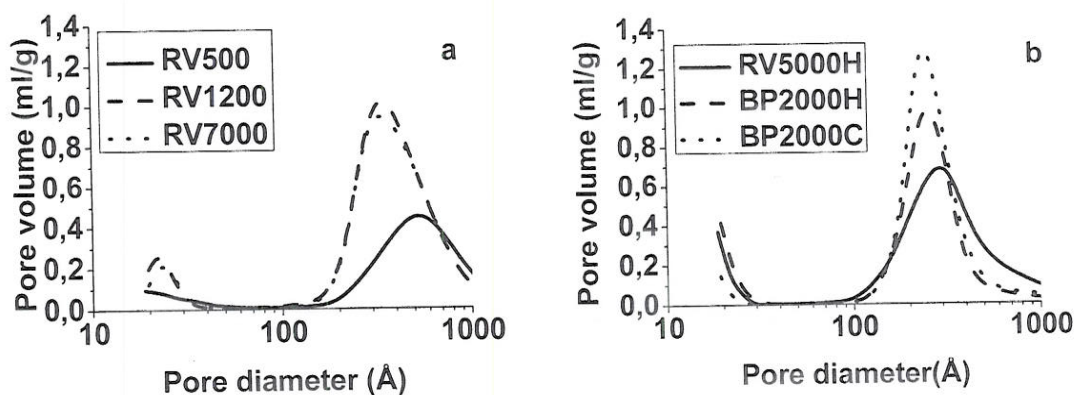 1,4
1,2
1,0
0,8
0,6
0,4
0,2
0,0
Pore volume (ml/g)
RV500
RV1200
RV7000
a
10
100
1000
Pore diameter (Å)
1,4
1,2
1,0
0,8
0,6
0,4
0,2
0,0
Pore volume (ml/g)
RV5000H
BP2000H
BP2000C
b
10
100
1000
Pore diameter(Å)